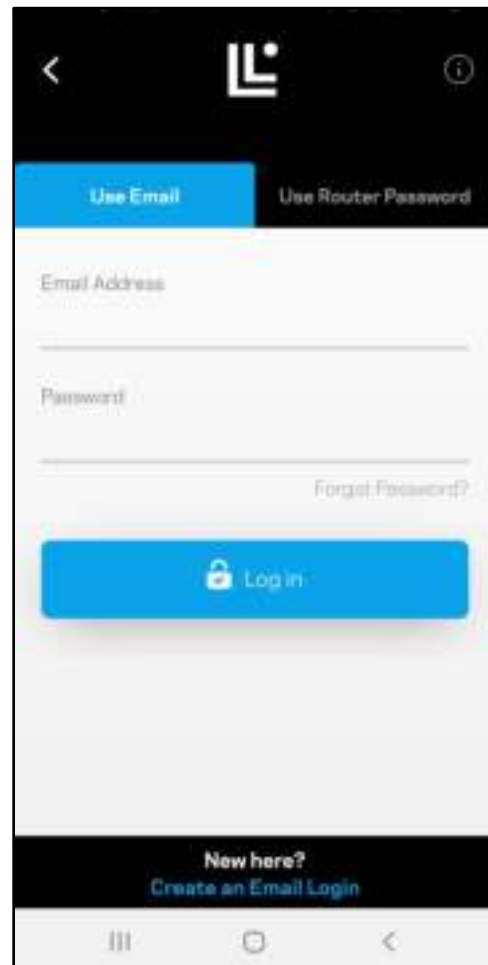 Use Email
Use Router Password
Email Address
Password
Forgot Password?
Log in
New here?
Create an Email Login